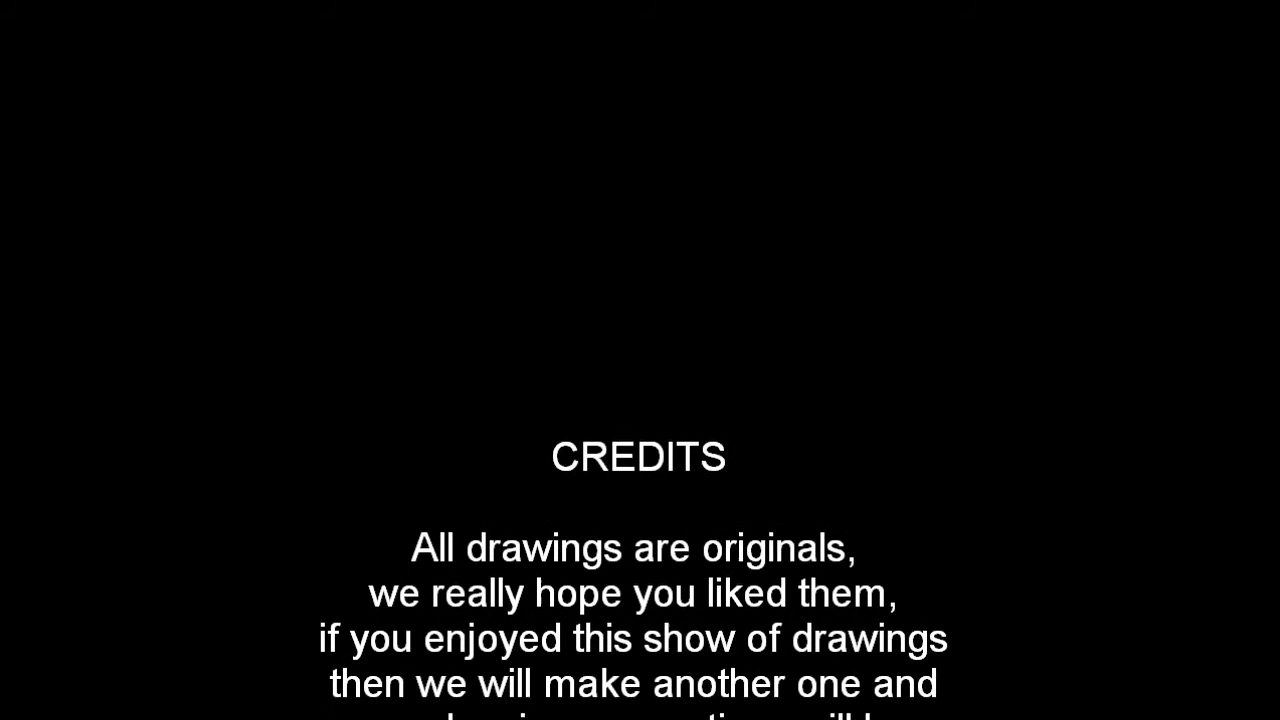 CREDITS
All drawings are originals,
we really hope you liked them,
if you enjoyed this show of drawings
then we will make another one and